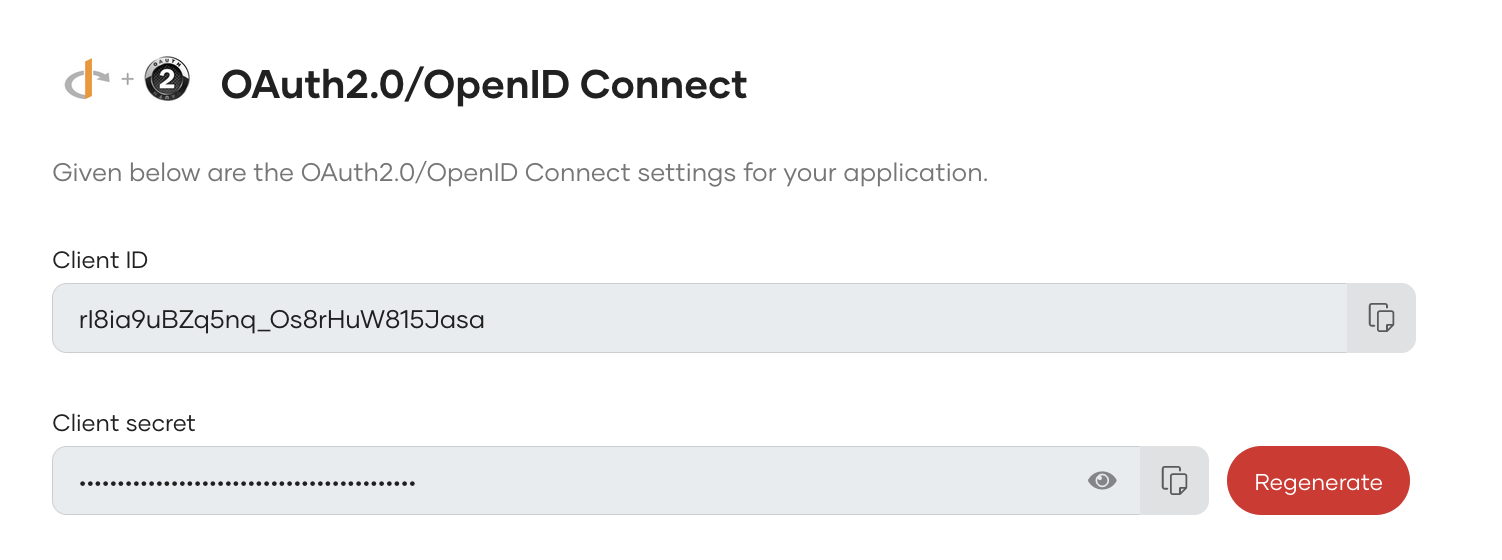 OAuth2.0/OpenID Connect
Given below are the OAuth2.0/OpenID Connect settings for your application.
Client ID
rI8ia9uBZq5nq_Os8rHuW815Jasa
Client secret
Regenerate